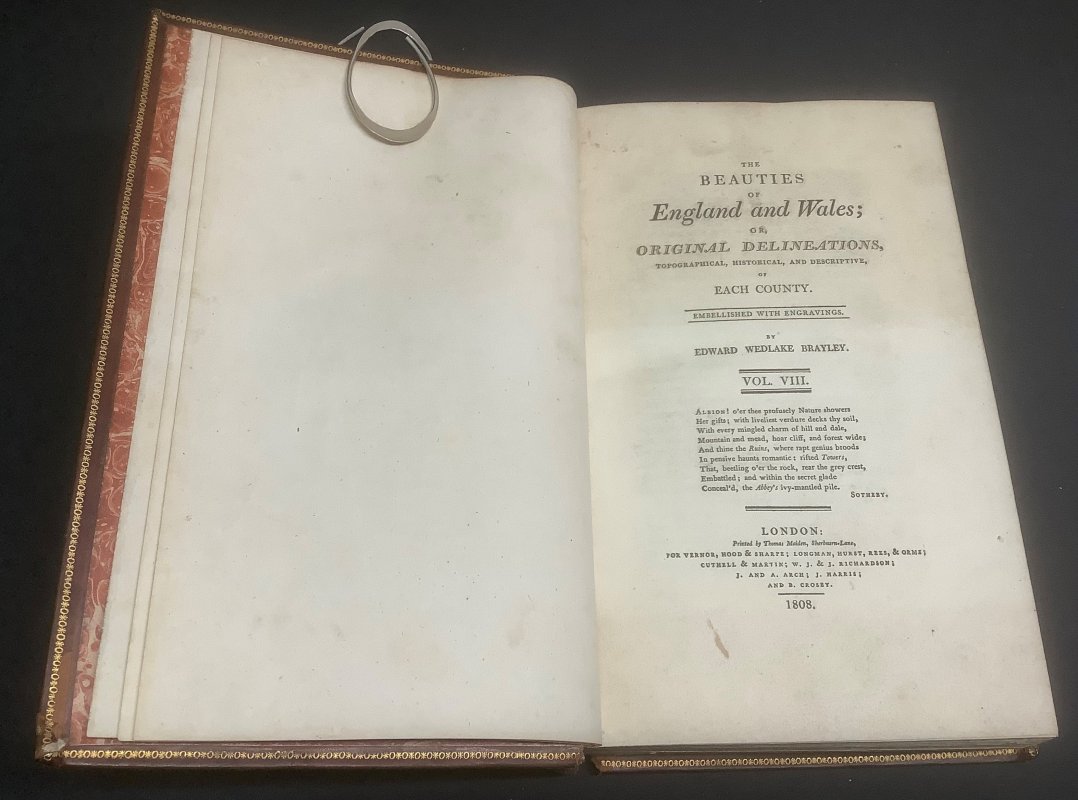 THE
BEAUTIES
OF
England and Wales;
OR,
ORIGINAL DELINEATIONS,
TOPOGRAPHICAL, HISTORICAL, AND DESCRIPTIVE,
OF
EACH COUNTY.
EMBELLISHED WITH ENGRAVINGS.
BY
EDWARD WEDLAKE BRAYLEY.
VOL. VIII.
ALBION! o'er thee profusely Nature showers
Her gifts; with liveliest verdure decks thy soil,
With every mingled charm of hill and dale,
Mountain and mead, hoar cliff, and forest wide;
And thine the Ruins, where rapt genius broods
In pensive haunts romantic: rifted Towers,
That, beetling o'er the rock, rear the grey crest,
Embattled; and within the secret glade
Conceal'd, the Abbey's ivy-mantled pile.
SOTHEBY.
LONDON:
Printed by Thomas Maiden, Sherbourn-Lane,
FOR VERNOR, HOOD & SHARPE; LONGMAN, HURST, REES, & ORME;
CUTHELL & MARTIN; W. J. & J. RICHARDSON;
J. AND A. ARCH; J. HARRIS;
AND B. CROSBY.
1808.